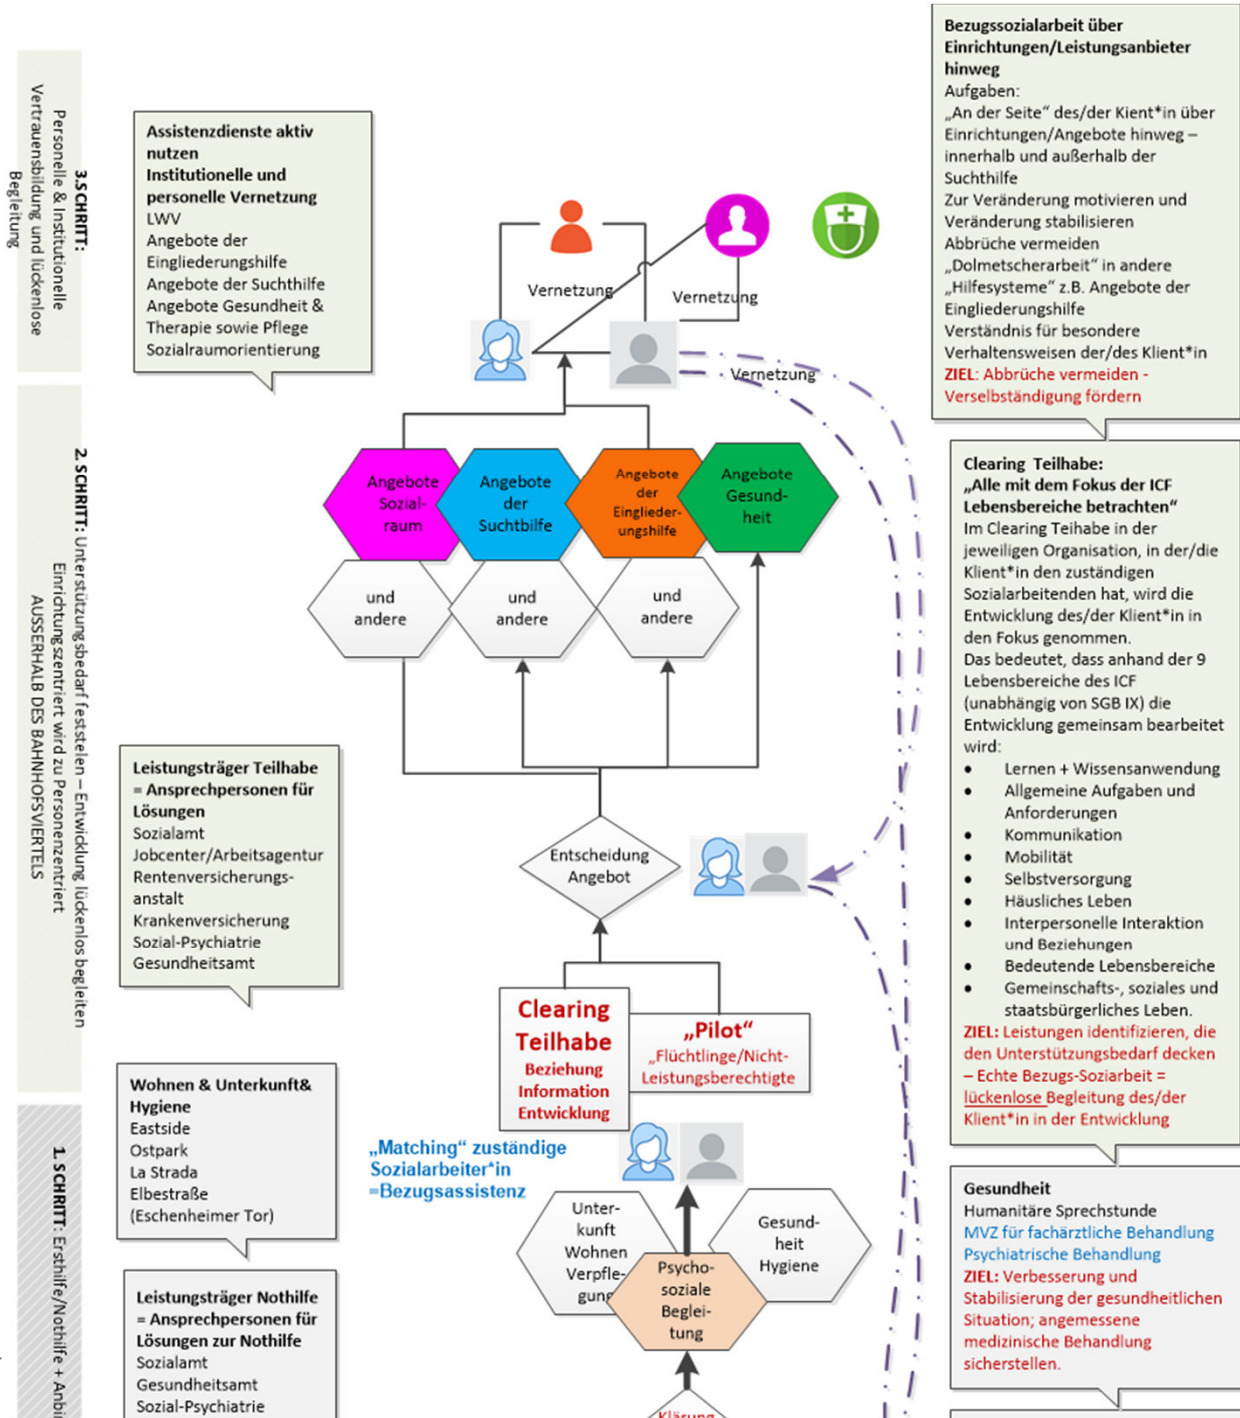 3.SCHRITT:
Personelle & Institutionelle
Vertrauensbildung und lückenlose
Begleitung
2. SCHRITT: Unterstützungsbedarf feststelen – Entwicklung lückenlos begleiten
Einrichtungszentriert wird zu Personenzentriert
AUSSERHALB DES BAHNHOFSVIERTELS
1. SCHRITT: Ersthilfe/Nothilfe +
Assistenzdienste aktiv
nutzen
Institutionelle und
personelle Vernetzung
LWV
Angebote der
Eingliederungshilfe
Angebote der Suchthilfe
Angebote Gesundheit &
Therapie sowie Pflege
Sozialraumorientierung
Leistungsträger Teilhabe
= Ansprechpersonen für
Lösungen
Sozialamt
Jobcenter/Arbeitsagentur
Rentenversicherungs-
anstalt
Krankenversicherung
Sozial-Psychiatrie
Gesundheitsamt
Wohnen & Unterkunft&
Hygiene
Eastside
Ostpark
La Strada
Elbestraße
(Eschenheimer Tor)
Leistungsträger Nothilfe
= Ansprechpersonen für
Lösungen zur Nothilfe
Sozialamt
Gesundheitsamt
Sozial-Psychiatrie
Vernetzung
Vernetzung
Vernetzung
Angebote
Sozial-
raum
Angebote
der
Suchtbilfe
Angebote
der
Einglieder-
ungshilfe
Angebote
Gesund-
heit
und
andere
und
andere
und
andere
Entscheidung
Angebot
Clearing
Teilhabe
Beziehung
Information
Entwicklung
„Pilot“
„Flüchtlinge/Nicht-
Leistungsberechtigte
„Matching“ zuständige
Sozialarbeiter*in
=Bezugsassistenz
Unter-
kunft
Wohnen
Verpfle-
gung
Gesund-
heit
Hygiene
Psycho-
soziale
Beglei-
tung
Klärung
Bezugssozialarbeit über
Einrichtungen/Leistungsanbieter
hinweg
Aufgaben:
„An der Seite“ des/der Kient*in über
Einrichtungen/Angebote hinweg –
innerhalb und außerhalb der
Suchthilfe
Zur Veränderung motivieren und
Veränderung stabilisieren
Abbrüche vermeiden
„Dolmetscherarbeit“ in andere
„Hilfesysteme“ z.B. Angebote der
Eingliederungshilfe
Verständnis für besondere
Verhaltensweisen der/des Klient*in
ZIEL: Abbrüche vermeiden -
Verselbständigung fördern
Clearing Teilhabe:
„Alle mit dem Fokus der ICF
Lebensbereiche betrachten“
Im Clearing Teihabe in der
jeweiligen Organisation, in der/die
Klient*in den zuständigen
Sozialarbeitenden hat, wird die
Entwicklung des/der Klient*in in
den Fokus genommen.
Das bedeutet, dass anhand der 9
Lebensbereiche des ICF
(unabhängig von SGB IX) die
Entwicklung gemeinsam bearbeitet
wird:
• Lernen + Wissensanwendung
• Allgemeine Aufgaben und
Anforderungen
• Kommunikation
• Mobilität
• Selbstversorgung
• Häusliches Leben
• Interpersonelle Interaktion
und Beziehungen
• Bedeutende Lebensbereiche
• Gemeinschafts-, soziales und
staatsbürgerliches Leben.
ZIEL: Leistungen identifizieren, die
den Unterstützungsbedarf decken
– Echte Bezugs-Soziarbeit =
lückenlose Begleitung des/der
Klient*in in der Entwicklung
Gesundheit
Humanitäre Sprechstunde
MVZ für fachärztliche Behandlung
Psychiatrische Behandlung
ZIEL: Verbesserung und
Stabilisierung der gesundheitlichen
Situation; angemessene
medizinische Behandlung
sicherstellen.